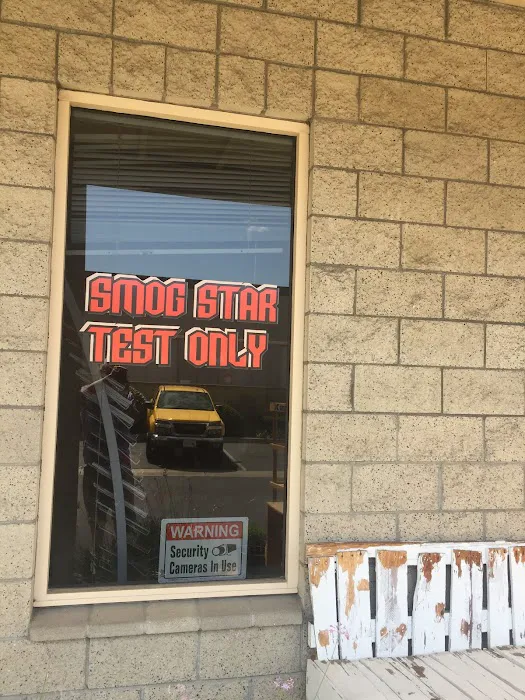 SMOG STAR
TEST ONLY
WARNING
Security
Cameras In Use